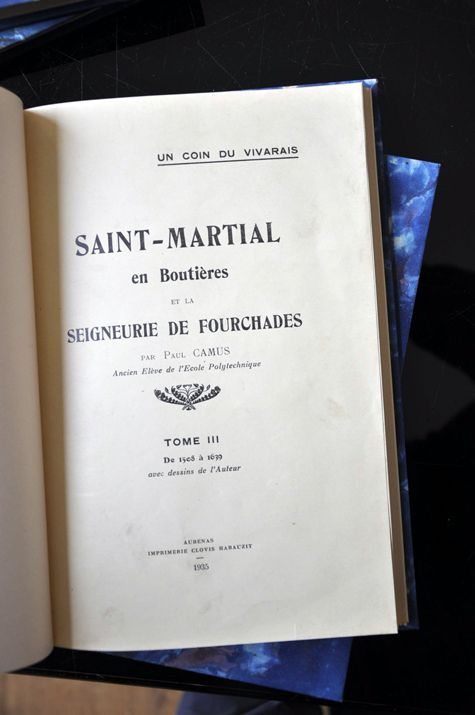 UN COIN DU VIVARAIS
SAINT-MARTIAL
en Boutières
ET LA
SEIGNEURIE DE FOURCHADES
PAR PAUL CAMUS
Ancien Elève de l'Ecole Polytechnique
TOME III
De 1508 à 1639
avec dessins de l'Auteur
AUBENAS
IMPRIMERIE CLOVIS HABAUZIT
1935